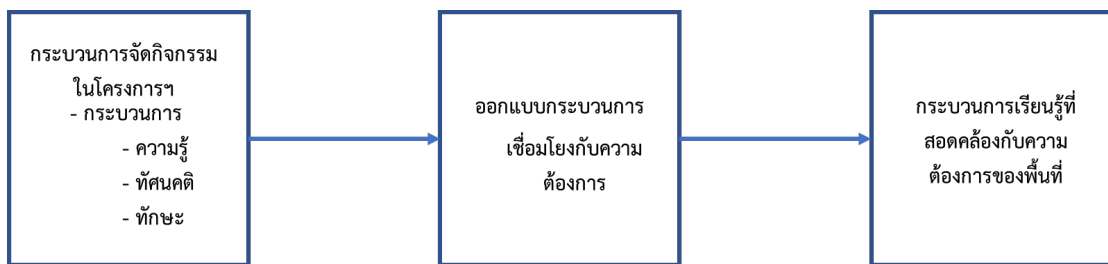 กระบวนการจัดกิจกรรม
ในโครงการฯ
- กระบวนการ
- ความรู้
- ทัศนคติ
- ทักษะ
ออกแบบกระบวนการ
เชื่อมโยงกับความ
ต้องการ
กระบวนการเรียนรู้ที่
สอดคล้องกับความ
ต้องการของพื้นที่